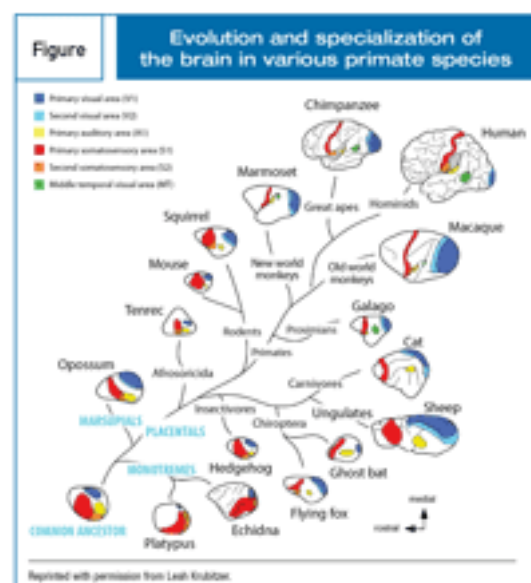 Figure
Evolution and specialization of
the brain in various primate species
Primary visual area (V1)
Second visual area (V2)
Primary auditory area (A1)
Primary somatosensory area (S1)
Second somatosensory area (S2)
Middle temporal visual area (MT)
Chimpanzee
Human
Marmoset
Great apes
Hominids
Squirrel
Macaque
Mouse
New world
monkeys
Old world
monkeys
Tenrec
Rodents
Prosimians
Galago
Primates
Opossum
Afrosoricida
Cat
Carnivores
Insectivores
Ungulates
Sheep
MARSUPIALS
PLACENTALS
Chiroptera
MONOTREMES
Hedgehog
Ghost bat
Flying fox
medial
rostral
COMMON ANCESTOR
Platypus
Echidna
Reprinted with permission from Leah Krubitzer.